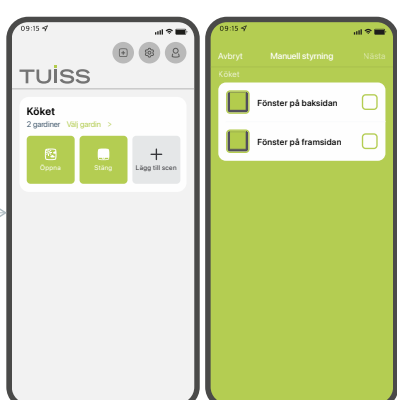 09:15
TUISS
Köket
2 gardiner Välj gardin >
Öppna
Stäng
Lägg till scen
09:15
Avbryt Manuell styrning Nästa
Köket
Fönster på baksidan
Fönster på framsidan